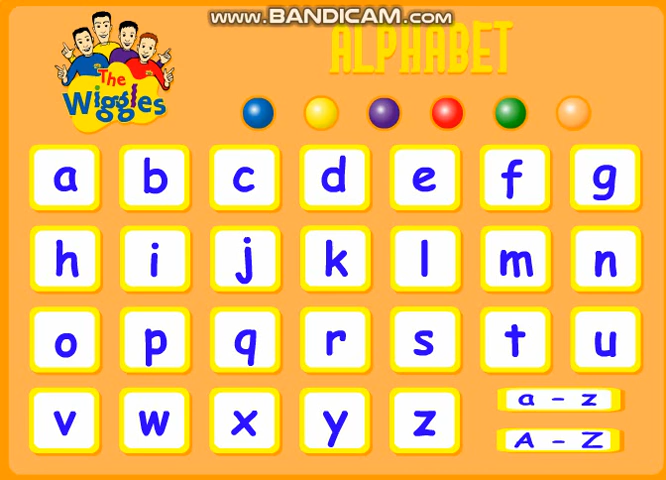 www.BANDICAM.com
ALPHABET
The
Wiggles
a b c d e f g
h i j k l m n
o p q r s t u
v w x y z
a - z
A - Z